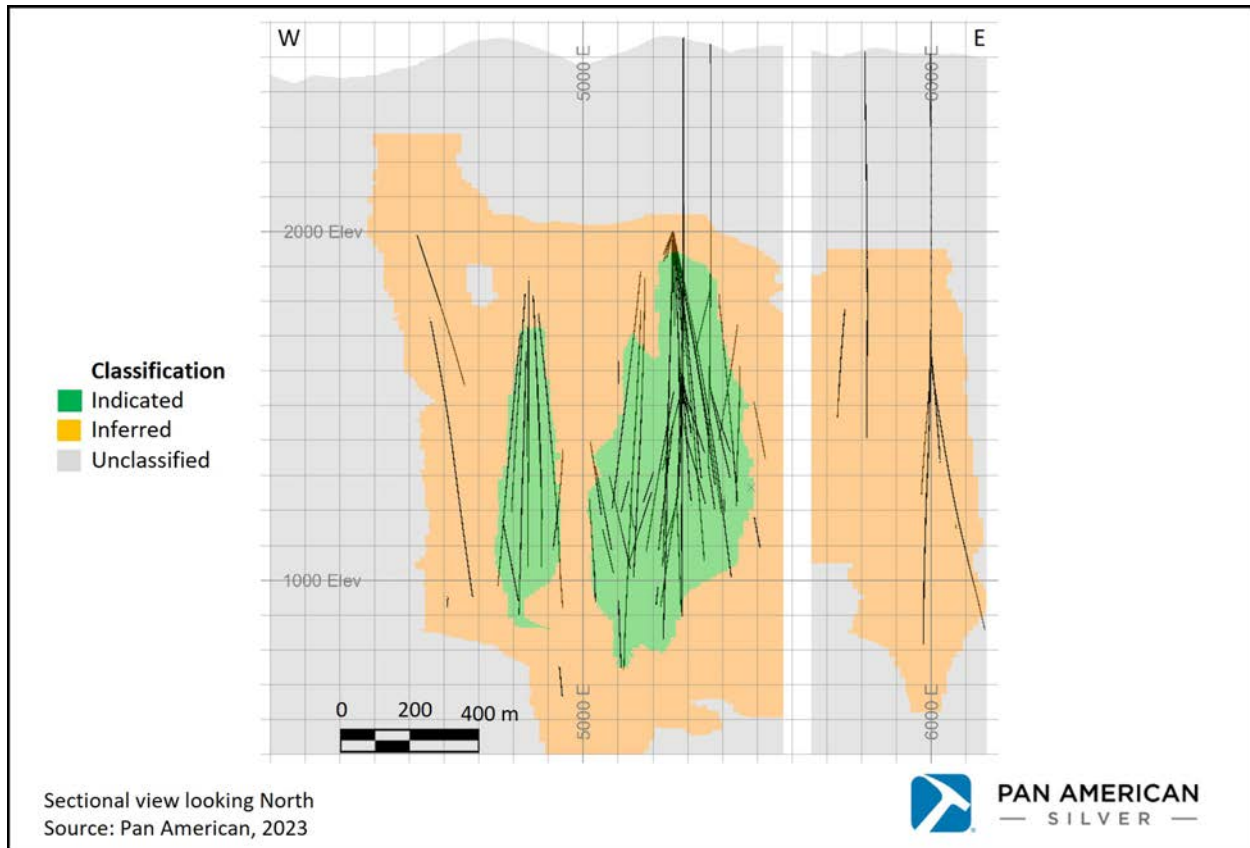 W
E
5000 E
6000 E
2000 Elev
Classification
Indicated
Inferred
Unclassified
1000 Elev
5000 E
6000 E
0 200 400 m
Sectional view looking North
Source: Pan American, 2023
PAN AMERICAN
— SILVER —